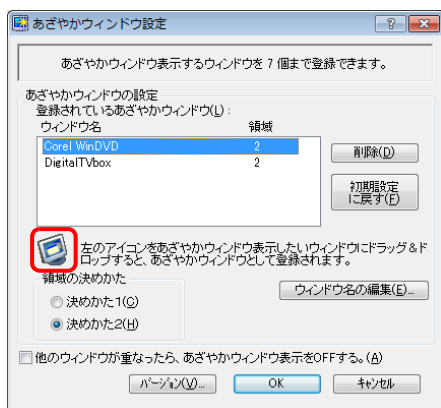 あざやかウィンドウ設定
あざやかウィンドウ表示するウィンドウを 7 個まで登録できます。
あざやかウィンドウの設定
登録されているあざやかウィンドウ(L) :
ウィンドウ名 領域
Corel WinDVD 2
DigitalTVbox 2
削除(D)
初期設定
に戻す(F)
左のアイコンをあざやかウィンドウ表示したいウィンドウにドラッグ&ド
ロップすると、あざやかウィンドウとして登録されます。
領域の決めかた
決めかた1(C)
決めかた2(H)
ウィンドウ名の編集(E)...
他のウィンドウが重なったら、あざやかウィンドウ表示をOFFする。(A)
バージョン(V)... OK キャンセル